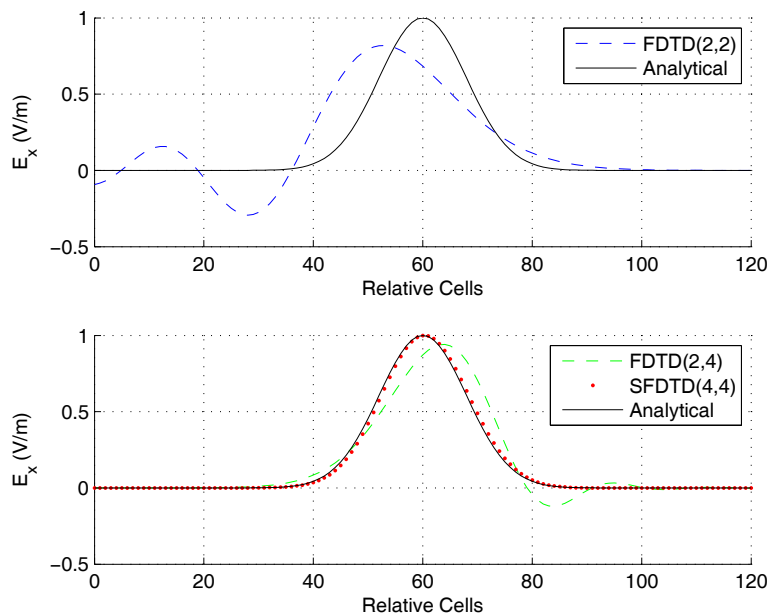 1
0.5
0
−0.5
E_x (V/m)
FDTD(2,2)
Analytical
0 20 40 60 80 100 120
Relative Cells
1
0.5
0
−0.5
E_x (V/m)
FDTD(2,4)
SFDTD(4,4)
Analytical
0 20 40 60 80 100 120
Relative Cells